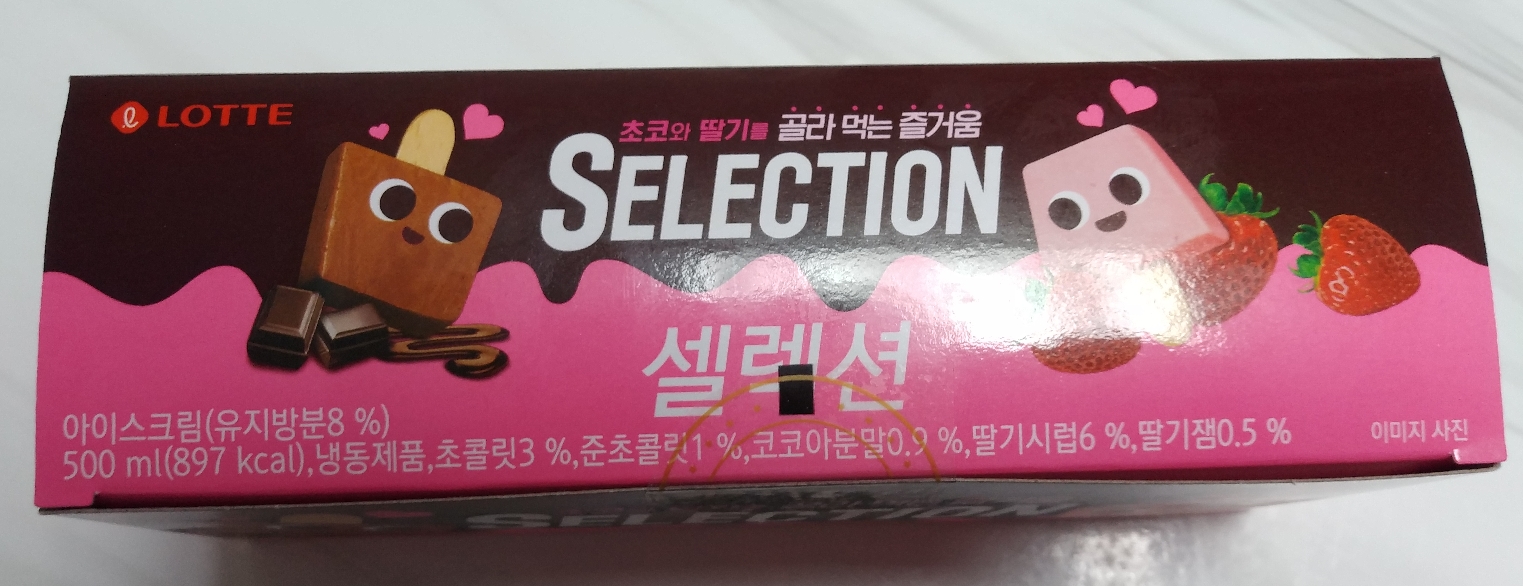 LOTTE
초코와 딸기를 골라 먹는 즐거움
SELECTION
셀렉션
아이스크림(유지방분8 %)
500 ml(897 kcal),냉동제품,초콜릿3 %,준초콜릿1 %,코코아분말0.9 %,딸기시럽6 %,딸기잼0.5 %
이미지 사진
SELECTION